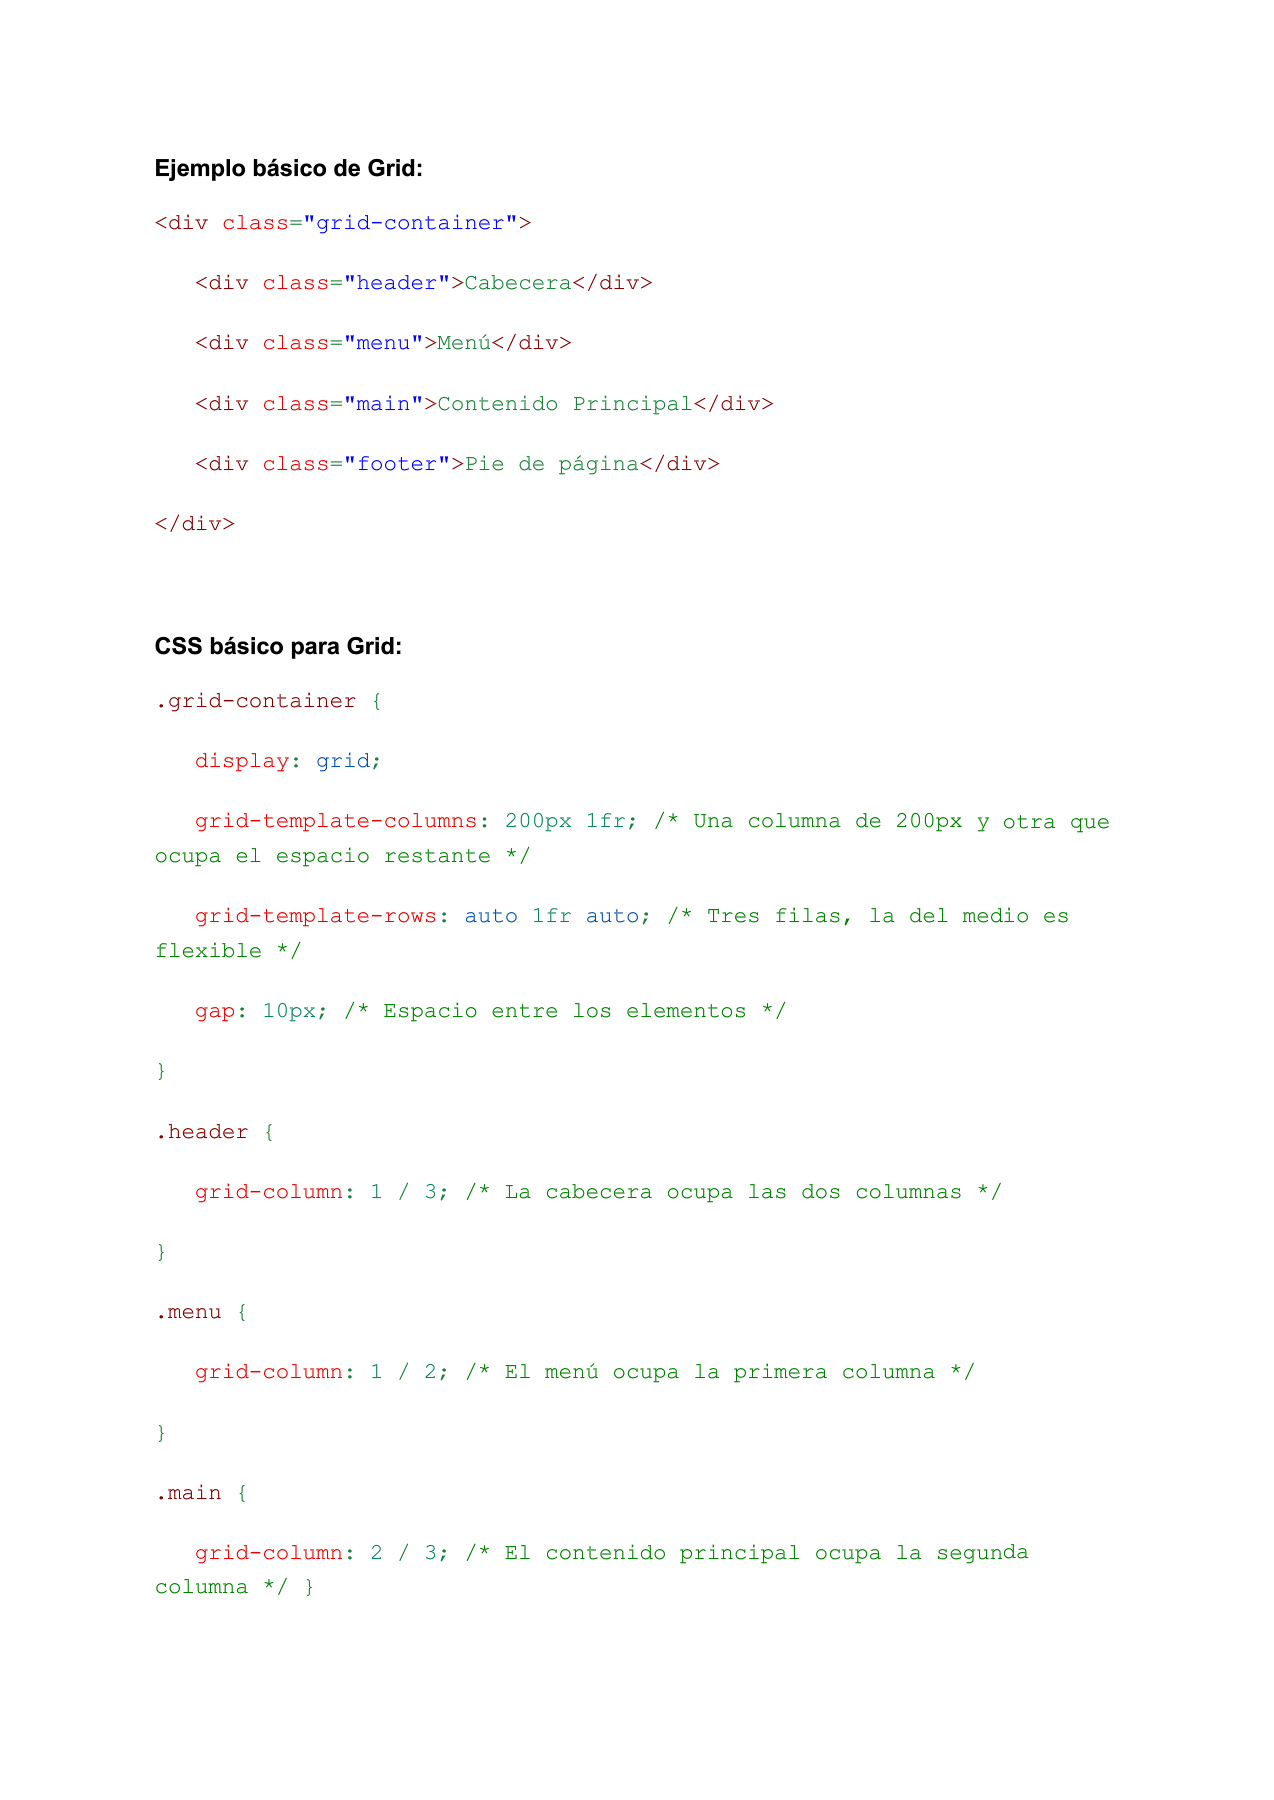 Ejemplo básico de Grid:
<div class="grid-container">
<div class="header">Cabecera</div>
<div class="menu">Menú</div>
<div class="main">Contenido Principal</div>
<div class="footer">Pie de página</div>
</div>
CSS básico para Grid:
.grid-container {
display: grid;
grid-template-columns: 200px 1fr; /* Una columna de 200px y otra que
ocupa el espacio restante */
grid-template-rows: auto 1fr auto; /* Tres filas, la del medio es
flexible */
gap: 10px; /* Espacio entre los elementos */
}
.header {
grid-column: 1 / 3; /* La cabecera ocupa las dos columnas */
}
.menu {
grid-column: 1 / 2; /* El menú ocupa la primera columna */
}
.main {
grid-column: 2 / 3; /* El contenido principal ocupa la segunda
columna */ }